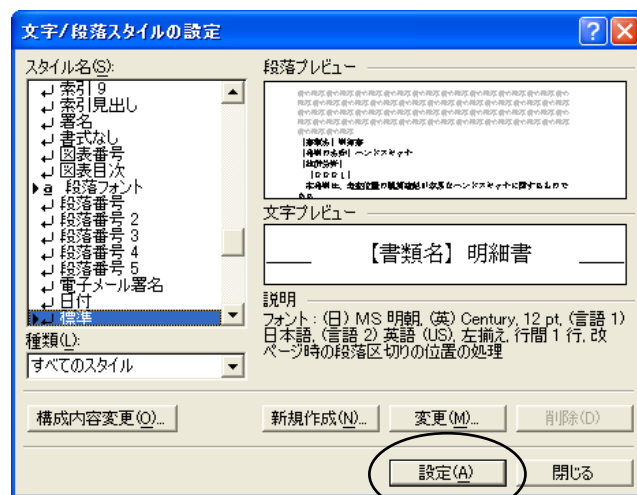 文字/段落スタイルの設定
スタイル名(S):
索引 9
索引見出し
署名
書式なし
図表番号
図表目次
a 段落フォント
段落番号
段落番号 2
段落番号 3
段落番号 4
段落番号 5
電子メール署名
日付
標準
種類(L):
すべてのスタイル
段落プレビュー
文字プレビュー
【書類名】 明細書
説明
フォント : (日) MS 明朝, (英) Century, 12 pt, (言語 1)
日本語, (言語 2) 英語 (US), 左揃え, 行間 1 行, 改
ページ時の段落区切りの位置の処理
構成内容変更(O)...
新規作成(N)...
変更(M)...
削除(D)
設定(A)
閉じる